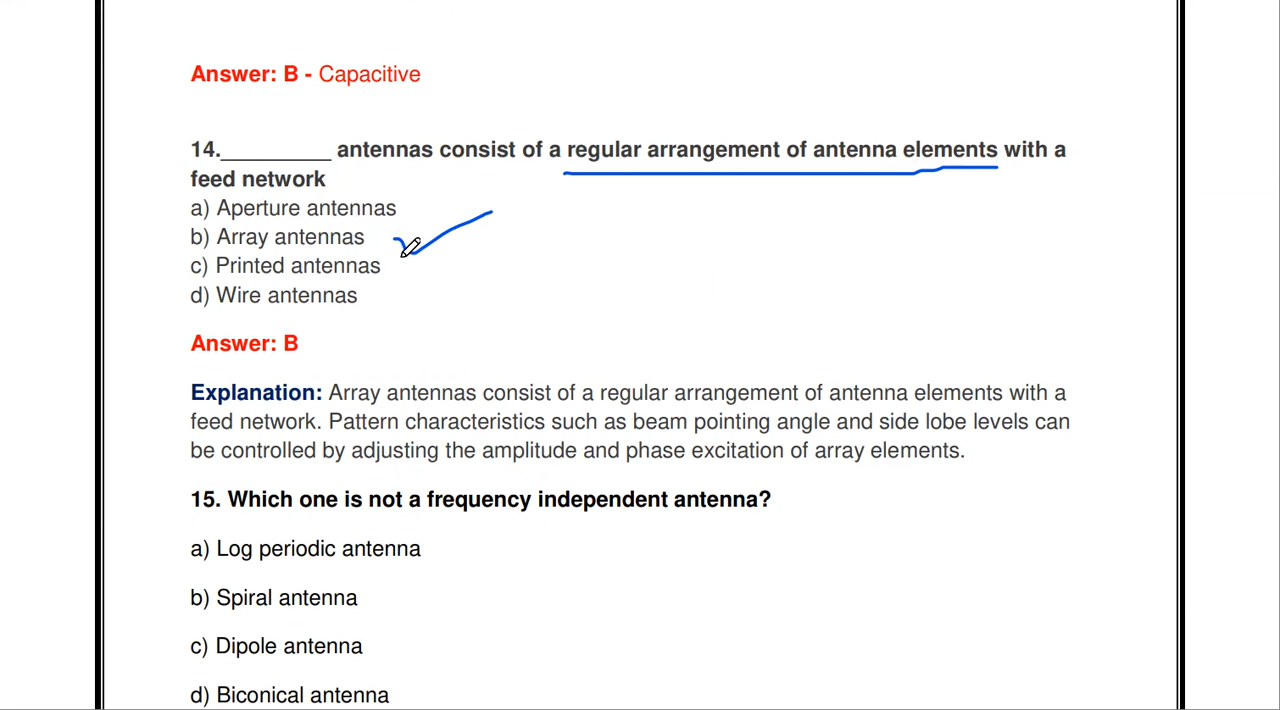 Answer: B - Capacitive
14._________ antennas consist of a regular arrangement of antenna elements with a
feed network
a) Aperture antennas
b) Array antennas
c) Printed antennas
d) Wire antennas
Answer: B
Explanation: Array antennas consist of a regular arrangement of antenna elements with a
feed network. Pattern characteristics such as beam pointing angle and side lobe levels can
be controlled by adjusting the amplitude and phase excitation of array elements.
15. Which one is not a frequency independent antenna?
a) Log periodic antenna
b) Spiral antenna
c) Dipole antenna
d) Biconical antenna